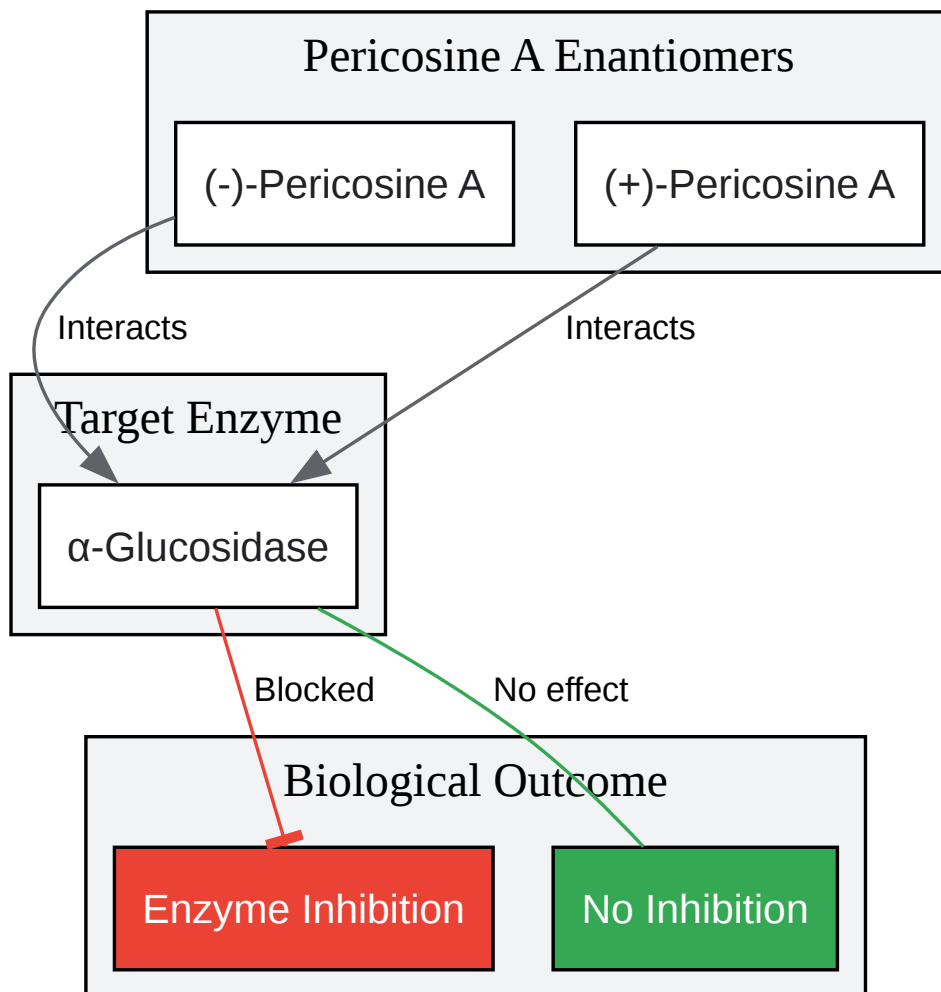 Pericosine A Enantiomers
(-)-Pericosine A
(+)-Pericosine A
Interacts
Interacts
Target Enzyme
α-Glucosidase
Blocked
No effect
Biological Outcome
Enzyme Inhibition
No Inhibition